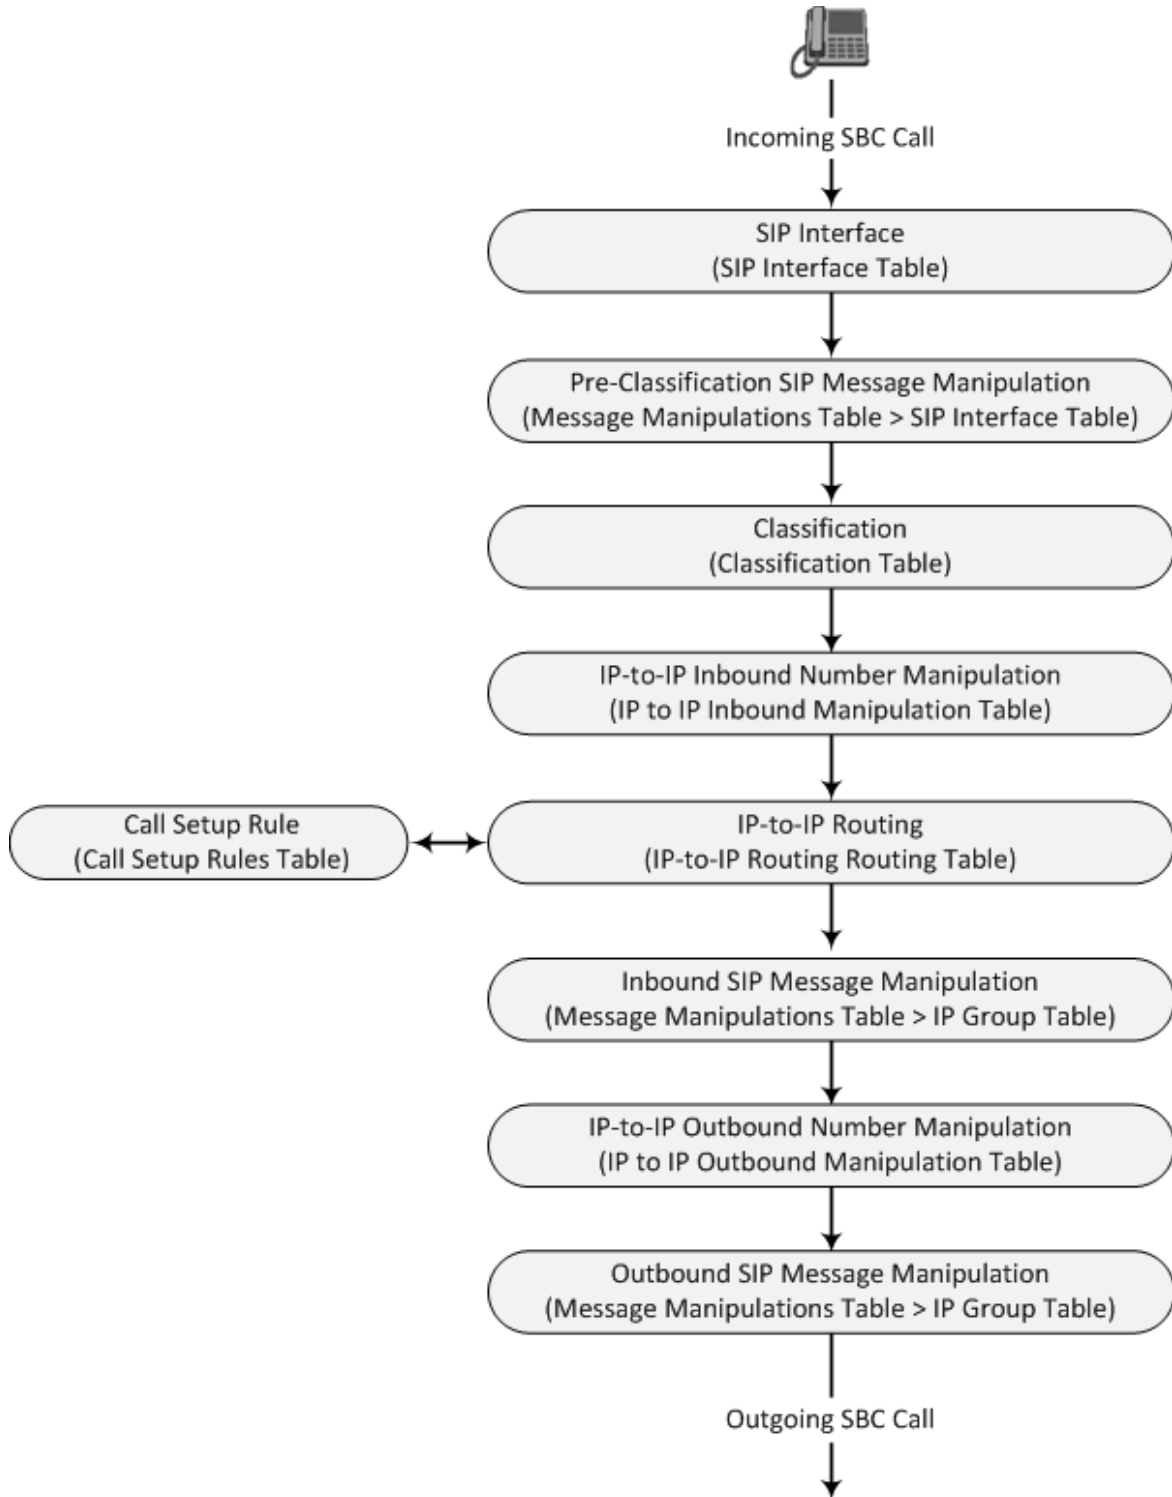 Incoming SBC Call
SIP Interface
(SIP Interface Table)
Pre-Classification SIP Message Manipulation
(Message Manipulations Table > SIP Interface Table)
Classification
(Classification Table)
IP-to-IP Inbound Number Manipulation
(IP to IP Inbound Manipulation Table)
Call Setup Rule
(Call Setup Rules Table)
IP-to-IP Routing
(IP-to-IP Routing Routing Table)
Inbound SIP Message Manipulation
(Message Manipulations Table > IP Group Table)
IP-to-IP Outbound Number Manipulation
(IP to IP Outbound Manipulation Table)
Outbound SIP Message Manipulation
(Message Manipulations Table > IP Group Table)
Outgoing SBC Call